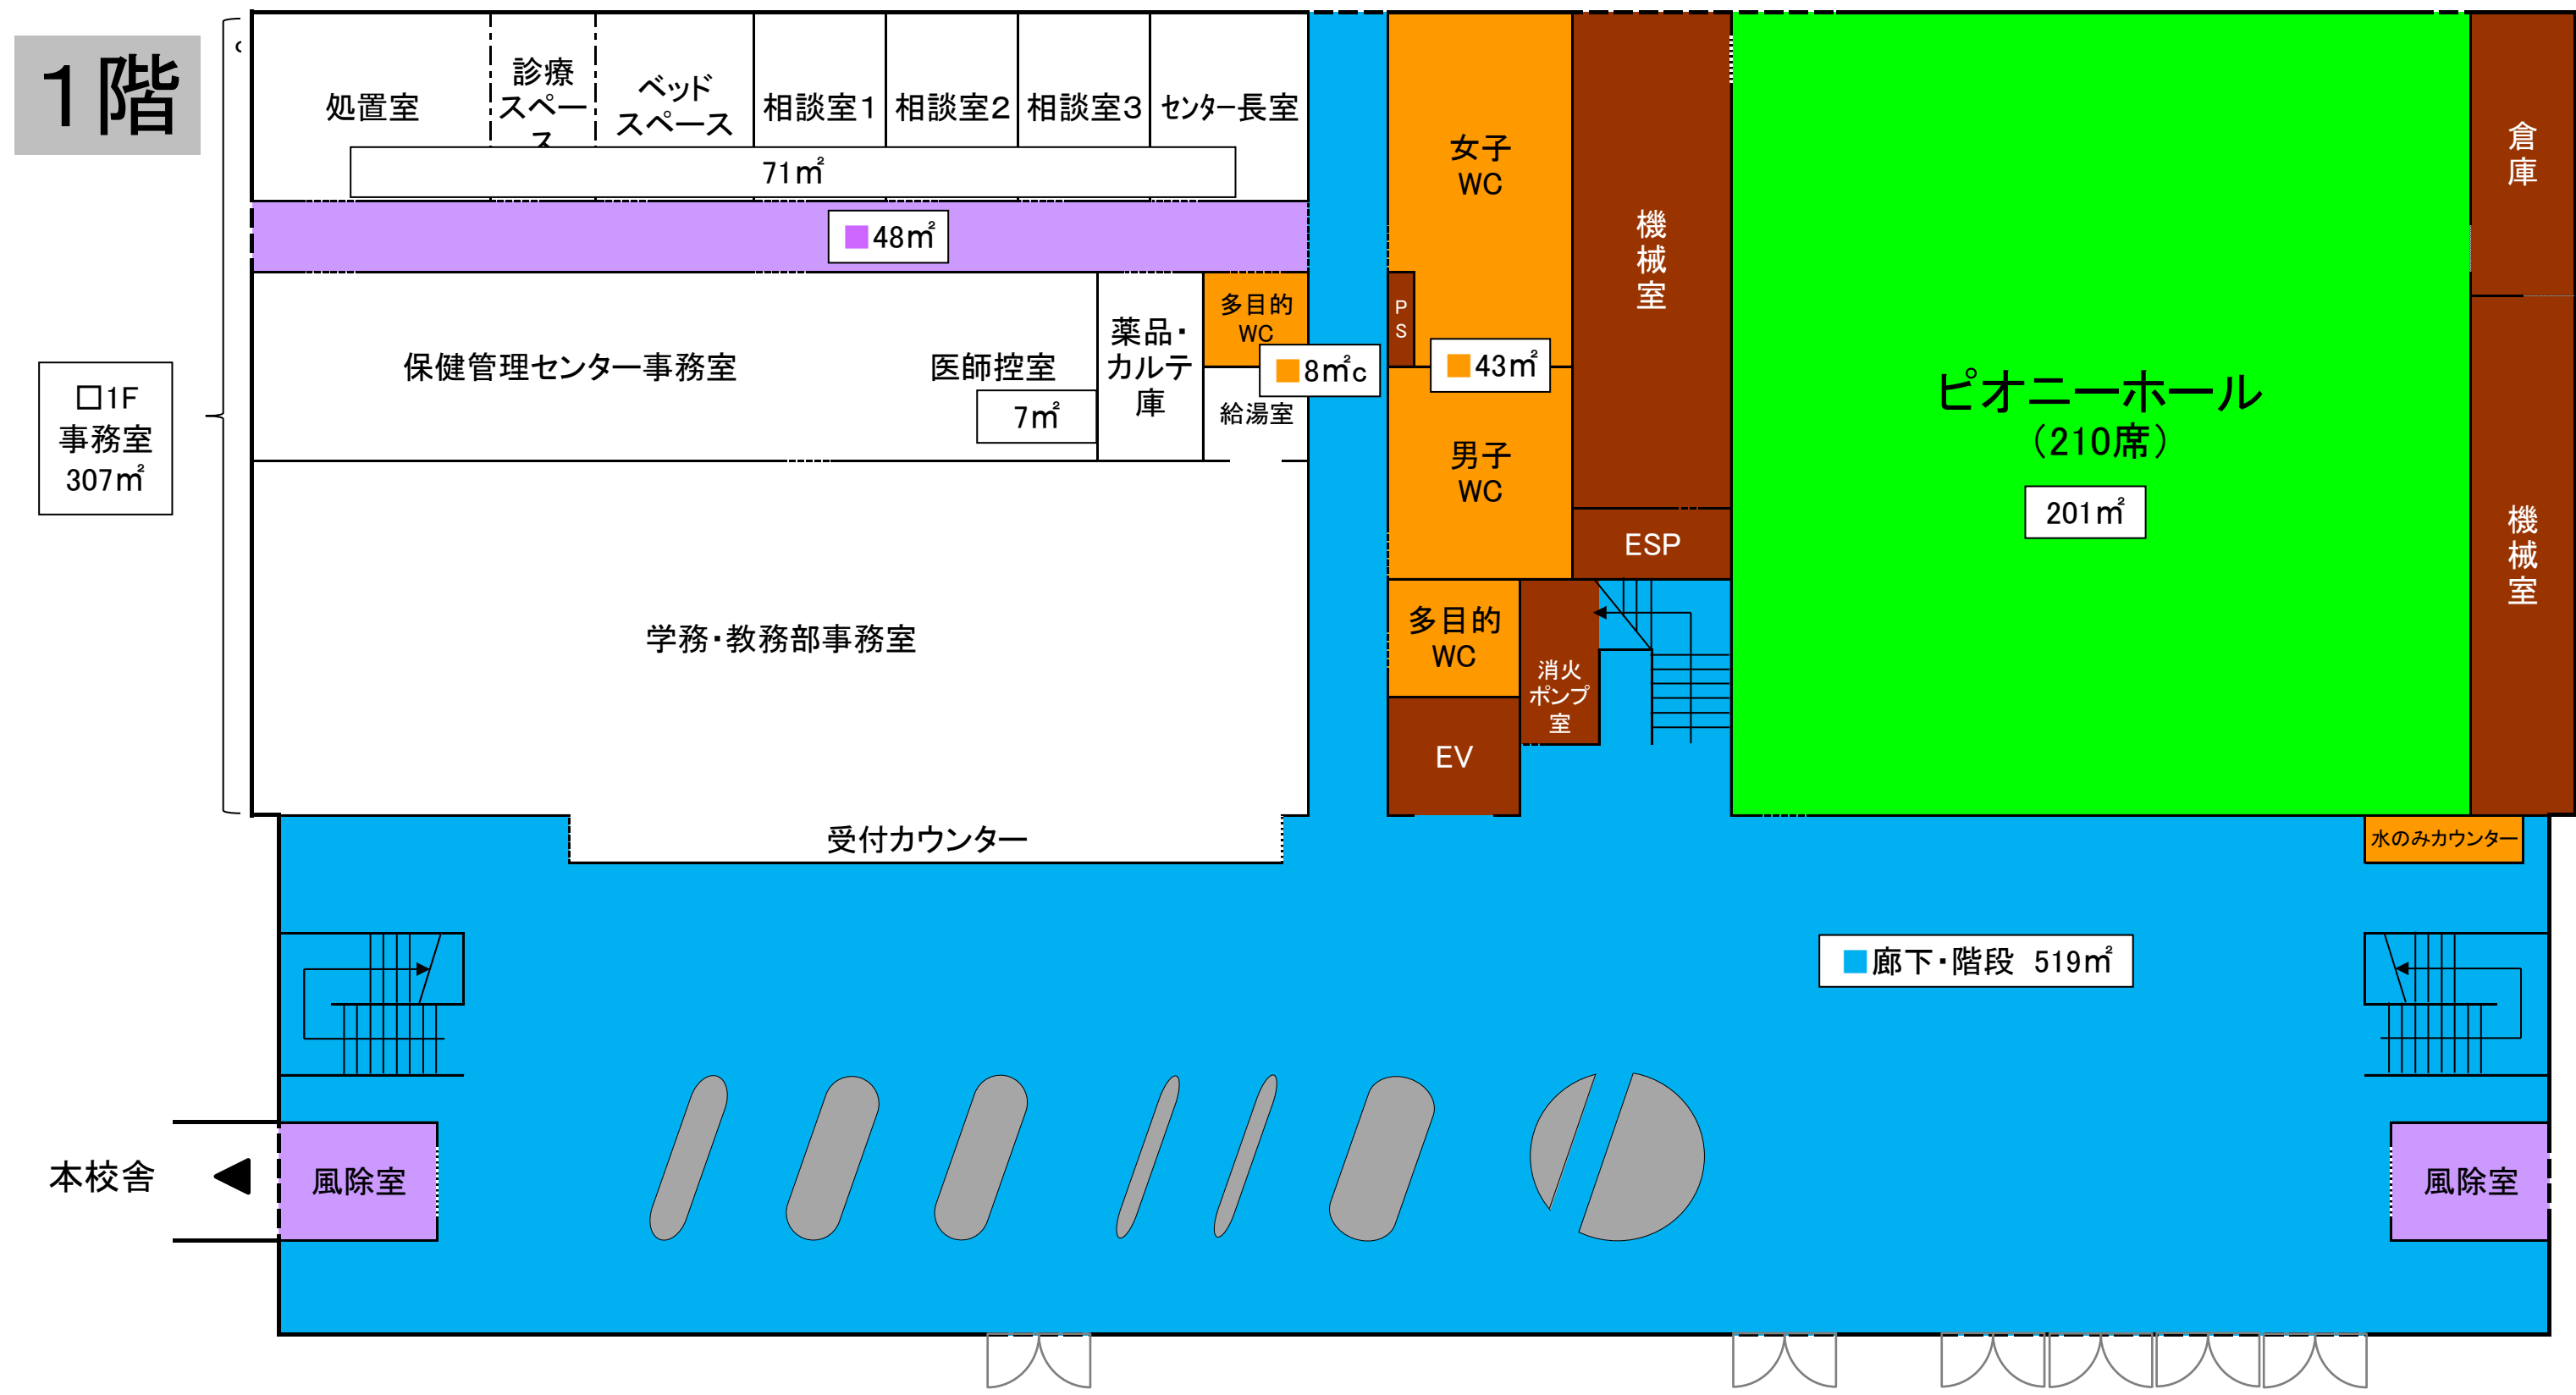 1階
処置室
診療
スペー
ス
ベッド
スペース
相談室1
相談室2
相談室3
センター長室
71㎡
■48㎡
女子
WC
機械室
倉庫
□1F
事務室
307㎡
保健管理センター事務室
医師控室
7㎡
薬品・
カルテ
庫
多目的
WC
■8㎡c
給湯室
PS
■43㎡
男子
WC
ESP
ピオニーホール
（210席）
201㎡
機械室
学務・教務部事務室
多目的
WC
消火
ポンプ
室
EV
受付カウンター
水のみカウンター
■廊下・階段 519㎡
本校舎
風除室
風除室